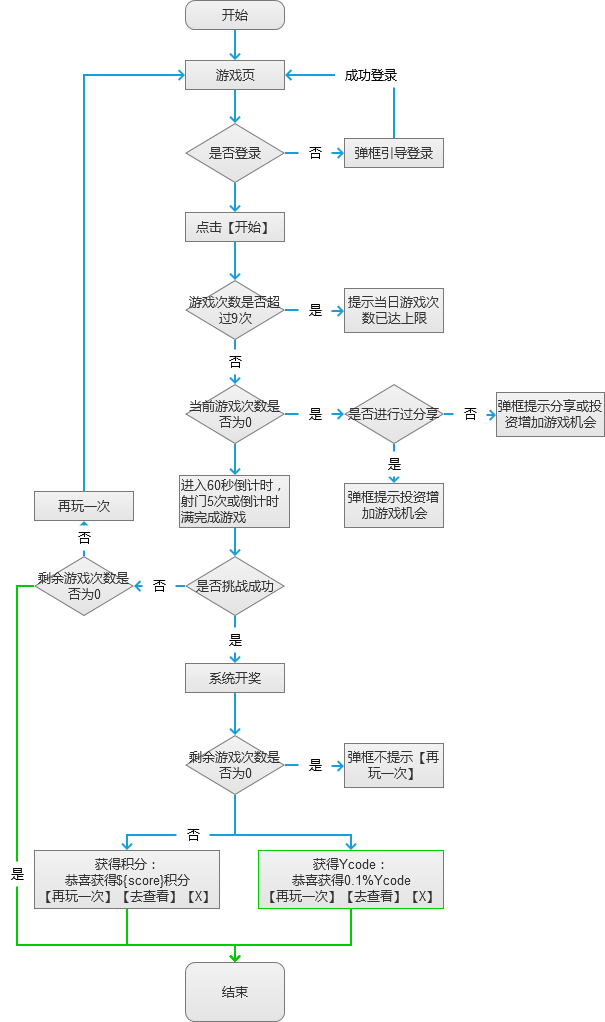 开始
游戏页
成功登录
是否登录
否
弹框引导登录
点击【开始】
游戏次数是否超
过9次
是
提示当日游戏次
数已达上限
否
当前游戏次数是
否为0
是
是否进行过分享
否
弹框提示分享或投
资增加游戏机会
是
弹框提示投资增
加游戏机会
进入60秒倒计时，
射门5次或倒计时
满完成游戏
再玩一次
否
剩余游戏次数是
否为0
否
是否挑战成功
是
系统开奖
剩余游戏次数是
否为0
是
弹框不提示【再
玩一次】
否
获得积分：
恭喜获得${score}积分
【再玩一次】【去查看】【X】
获得Ycode：
恭喜获得0.1%Ycode
【再玩一次】【去查看】【X】
是
结束